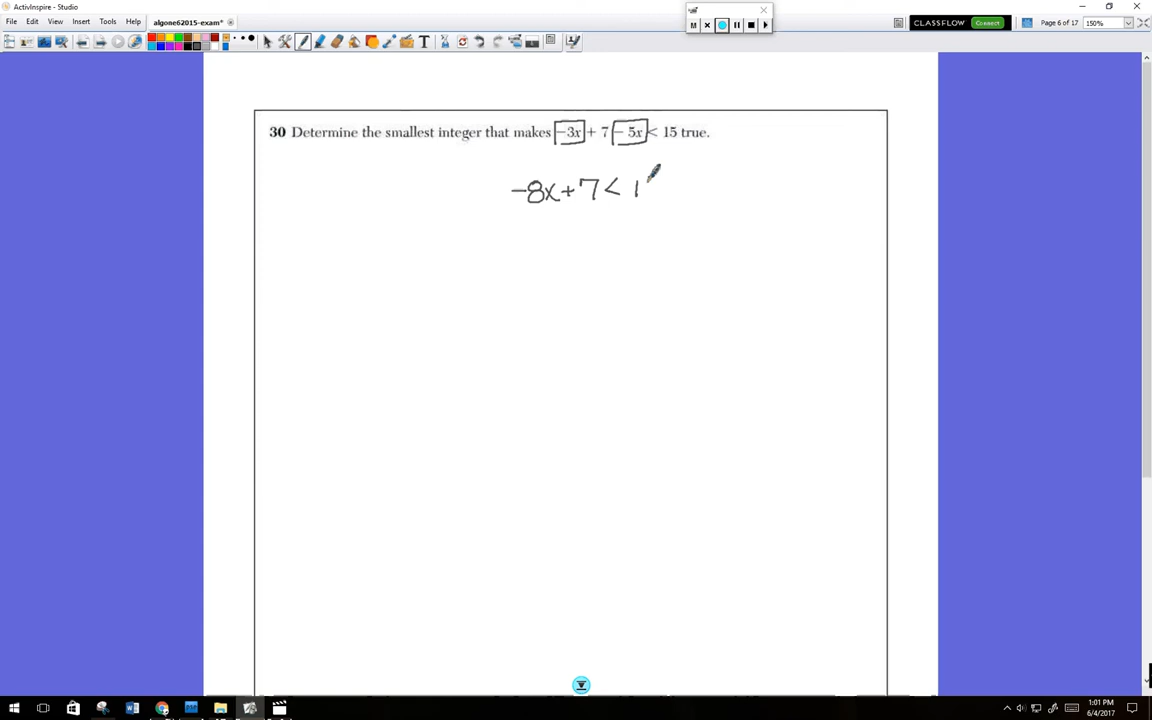 ActivInspire - Studio
File Edit View Insert Tools Help algone62015-exam*
CLASSFLOW Connect Page 6 of 17 150%
M
T
30 Determine the smallest integer that makes −3x + 7 − 5x < 15 true.
-8x+7< 1
1:01 PM
6/4/2017